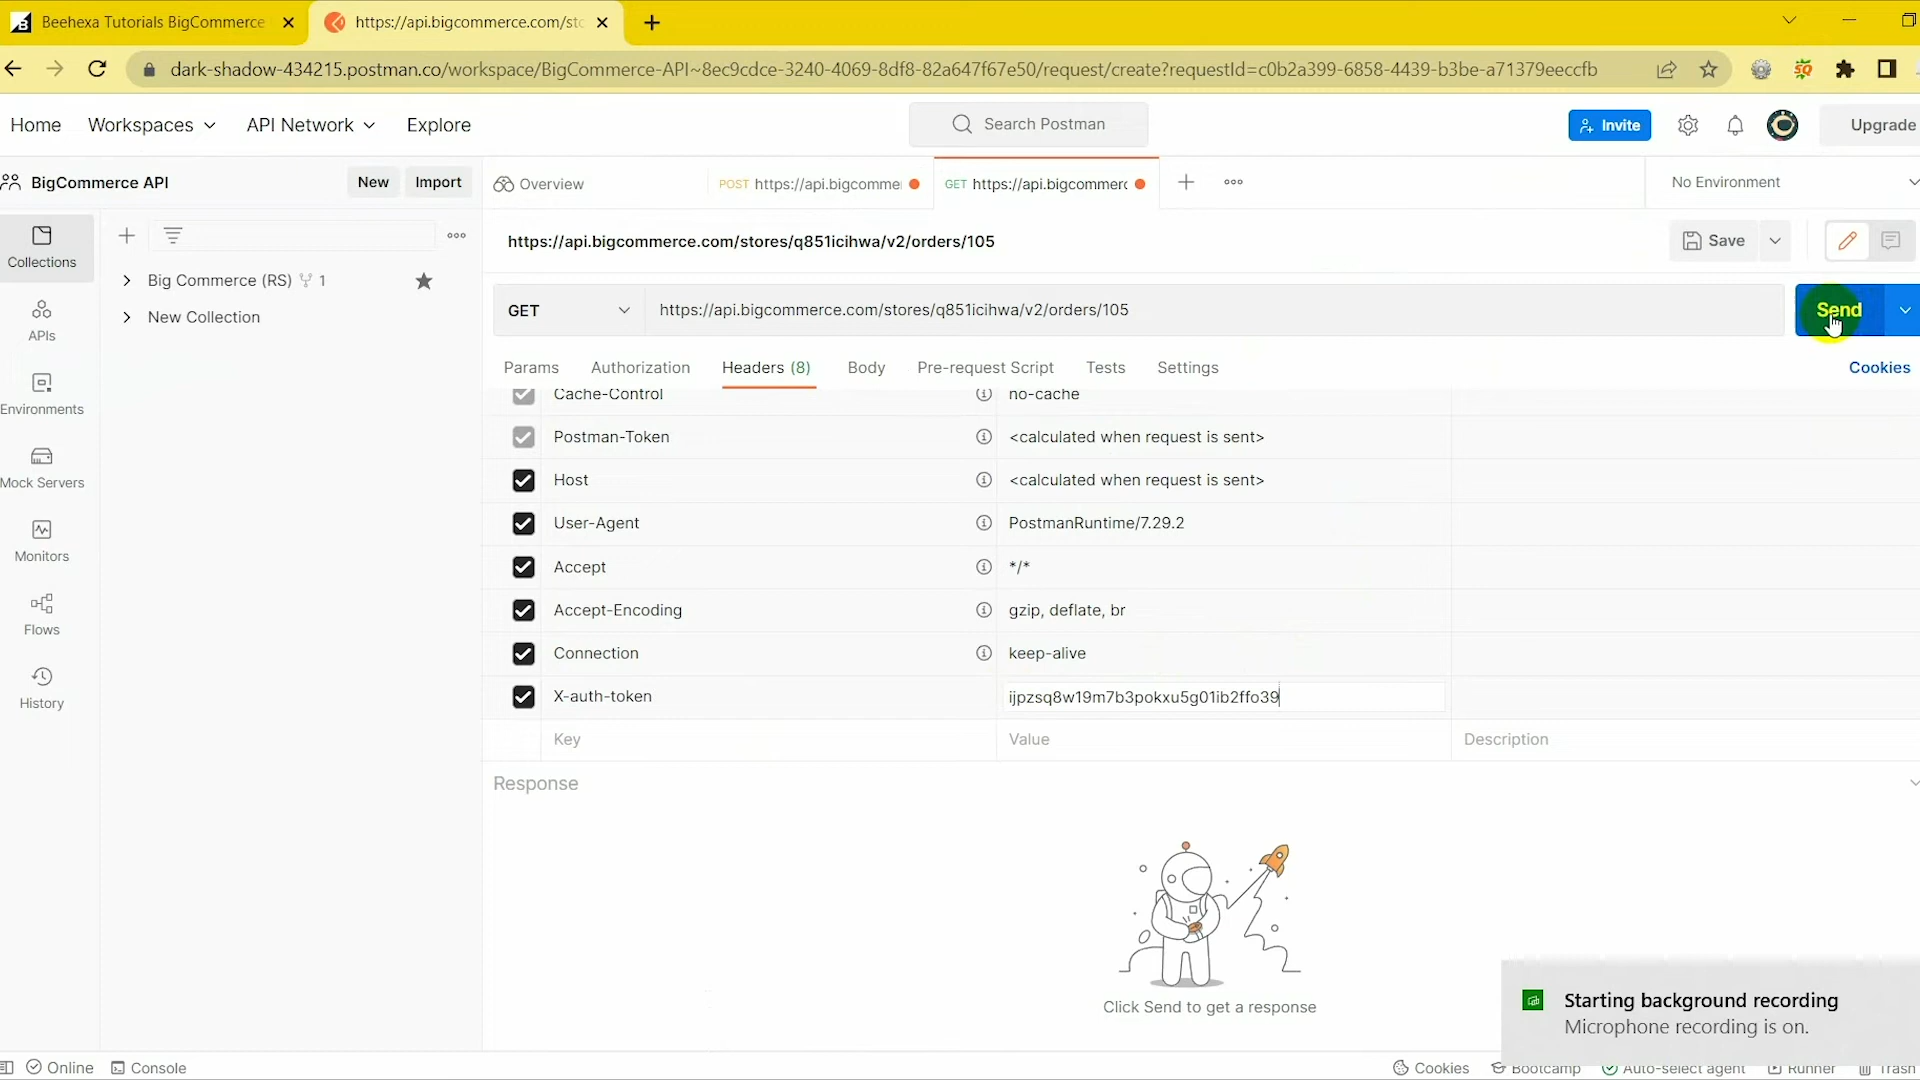 Beehexa Tutorials BigCommerce
https://api.bigcommerce.com/sto
dark-shadow-434215.postman.co/workspace/BigCommerce-API~8ec9cdce-3240-4069-8df8-82a647f67e50/request/create?requestId=c0b2a399-6858-4439-b3be-a71379eeccfb
Home Workspaces API Network Explore
Search Postman
Invite
Upgrade
BigCommerce API
New Import
Overview
POST https://api.bigcomme
GET https://api.bigcommerc
No Environment
Collections
APIs
Environments
Mock Servers
Monitors
Flows
History
Big Commerce (RS) 1
New Collection
https://api.bigcommerce.com/stores/q851icihwa/v2/orders/105
Save
GET https://api.bigcommerce.com/stores/q851icihwa/v2/orders/105
Send
Params Authorization Headers (8) Body Pre-request Script Tests Settings
Cookies
Cache-Control no-cache
Postman-Token <calculated when request is sent>
Host <calculated when request is sent>
User-Agent PostmanRuntime/7.29.2
Accept */*
Accept-Encoding gzip, deflate, br
Connection keep-alive
X-auth-token ijpzsq8w19m7b3pokxu5g01ib2ffo39
Key Value Description
Response
Click Send to get a response
Starting background recording
Microphone recording is on.
Online Console
Cookies Bootcamp Auto-select agent Runner Trash